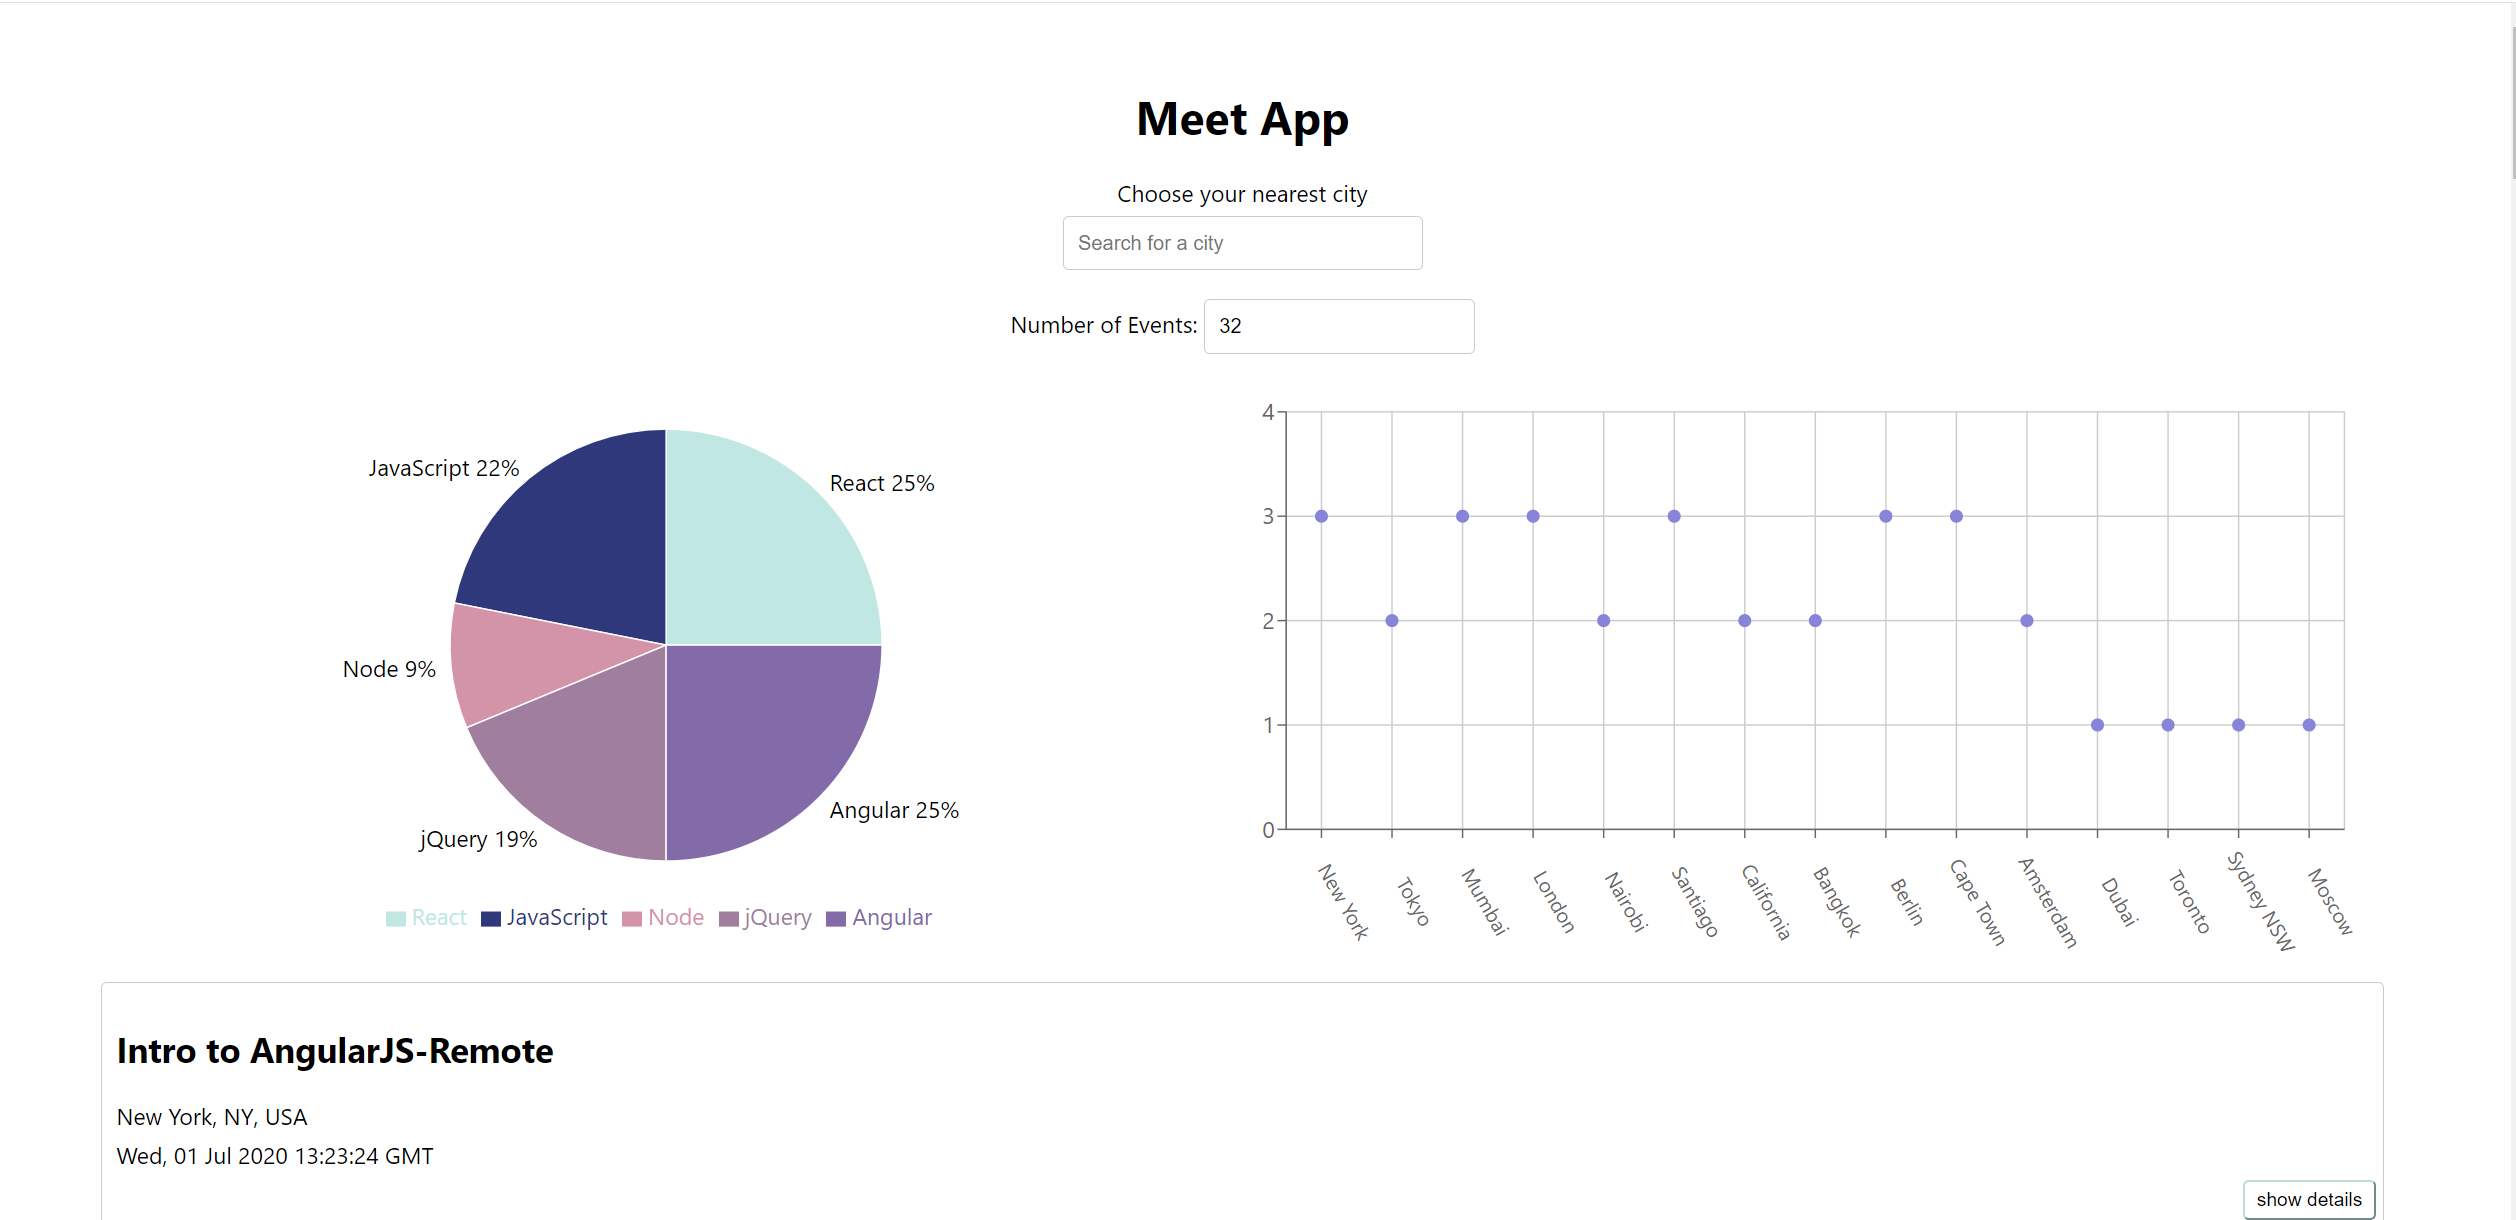 Meet App
Choose your nearest city
Search for a city
Number of Events: 32
JavaScript 22%
React 25%
Node 9%
Angular 25%
jQuery 19%
React JavaScript Node jQuery Angular
4
3
2
1
0
New York
Tokyo
Mumbai
London
Nairobi
Santiago
California
Bangkok
Berlin
Cape Town
Amsterdam
Dubai
Toronto
Sydney NSW
Moscow
Intro to AngularJS-Remote
New York, NY, USA
Wed, 01 Jul 2020 13:23:24 GMT
show details